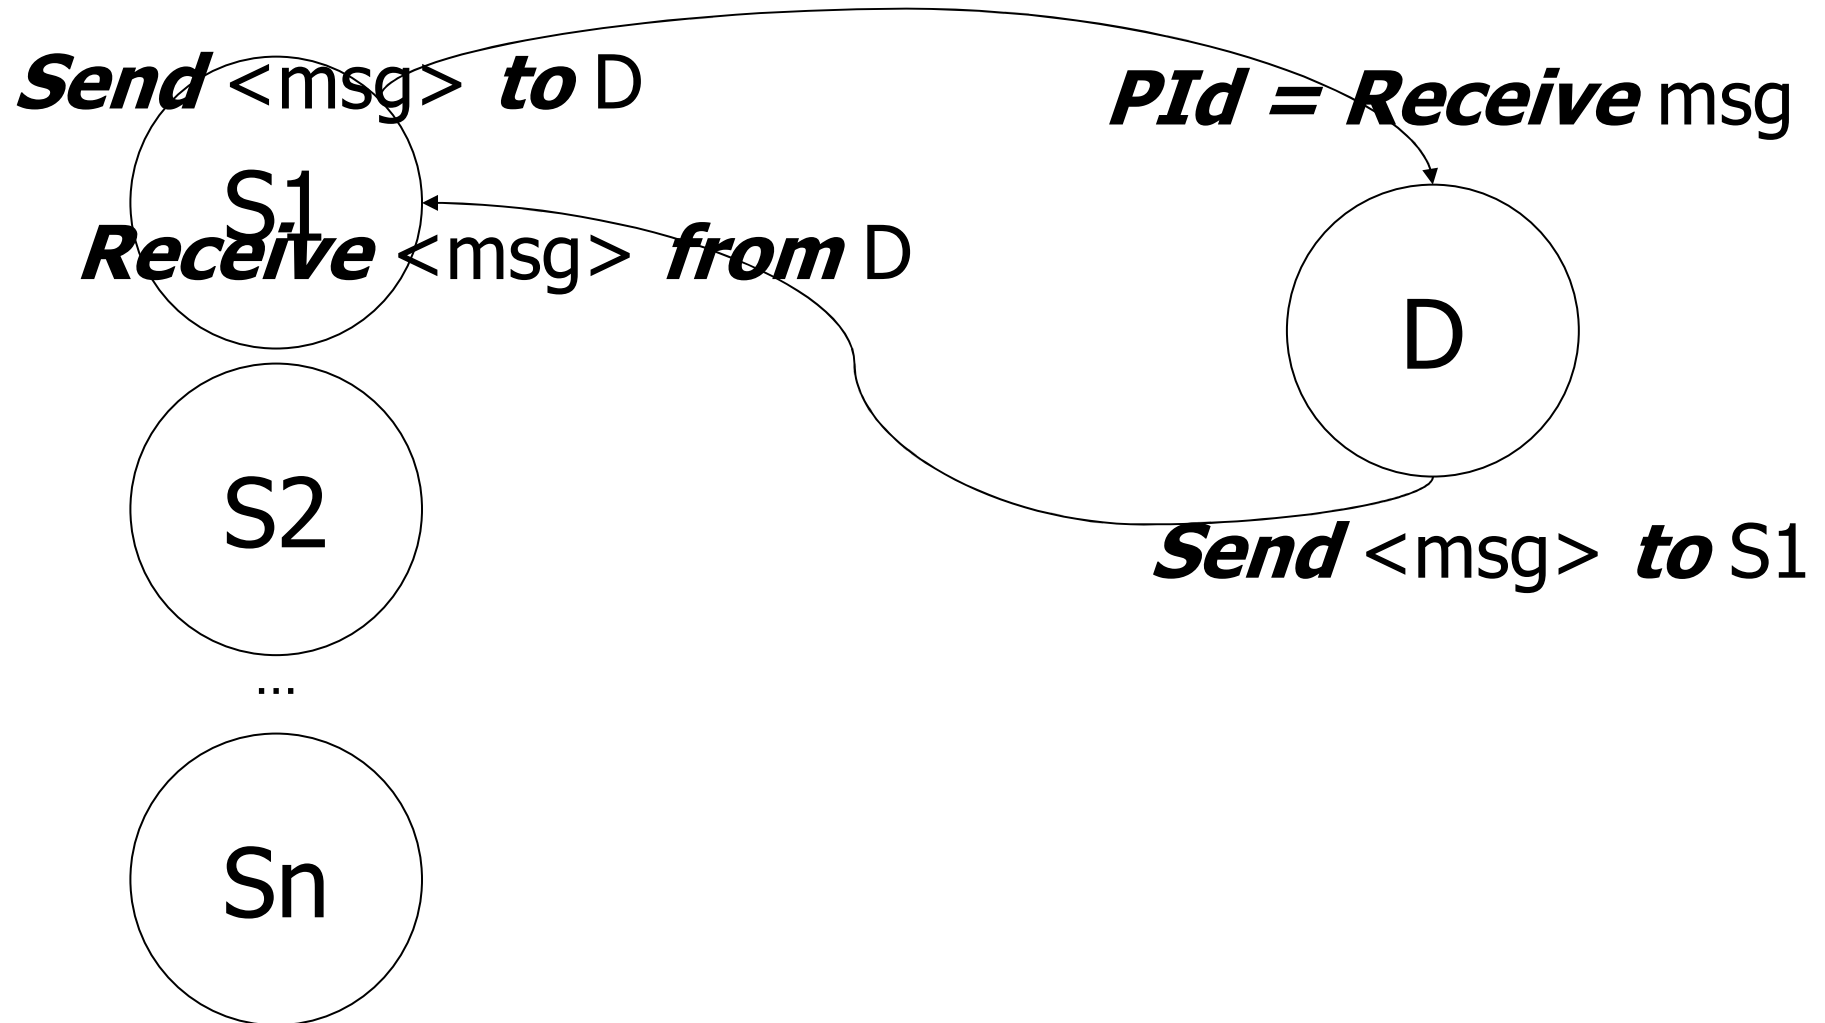 Send <msg> to D
PId = Receive msg
S1
Receive <msg> from D
D
S2
Send <msg> to S1
...
Sn